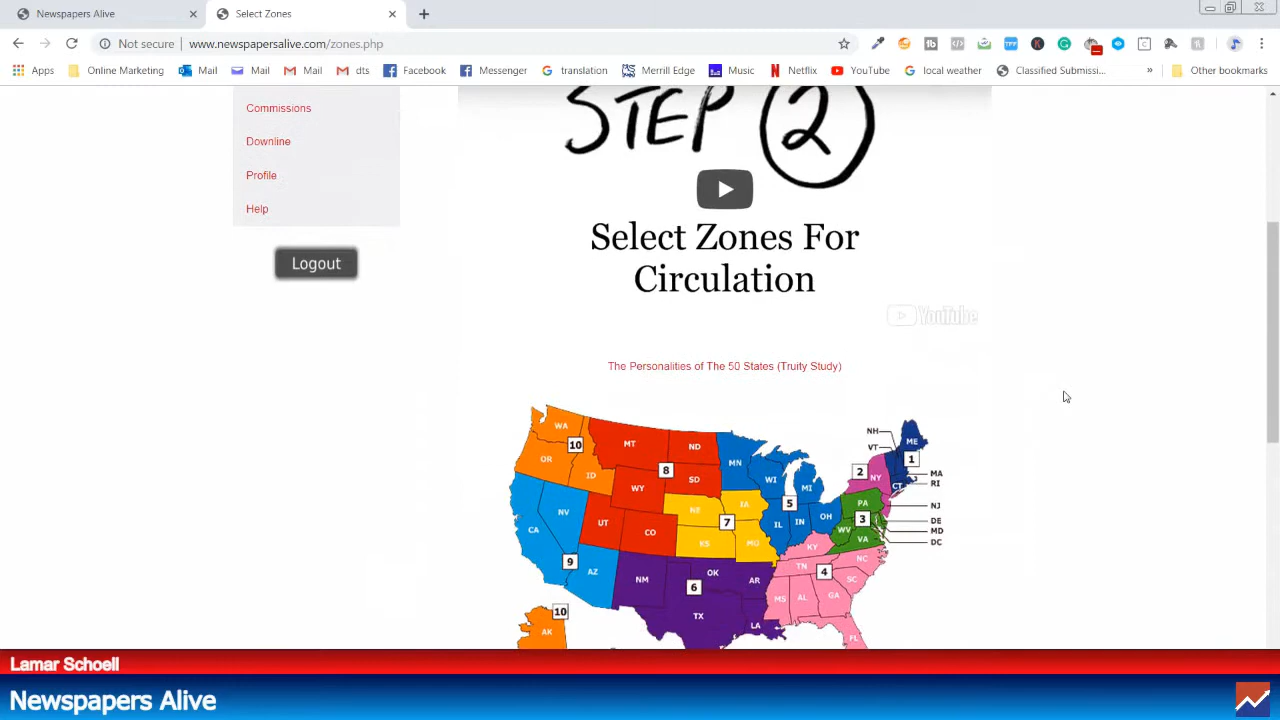 Newspapers Alive
Select Zones
Not secure www.newspapersalive.com/zones.php
Apps Online Marketing Mail Mail Mail dts Facebook Messenger translation Merrill Edge Music Netflix YouTube local weather Classified Submissi... » Other bookmarks
Commissions
Downline
Profile
Help
Logout
STEP 2
Select Zones For
Circulation
YouTube
The Personalities of The 50 States (Truity Study)
WA 10 MT ND MN NH ME
VT 1
OR ID 8 WY SD WI MI 2 NY MA
CT RI
NV UT CO NE IA 7 5 IL IN OH PA 3 NJ
DE
CA KS MO WV VA MD
DC
9 AZ NM OK AR KY TN 4 NC
6 SC
10 TX MS AL GA
AK LA FL
Lamar Schoell
Newspapers Alive